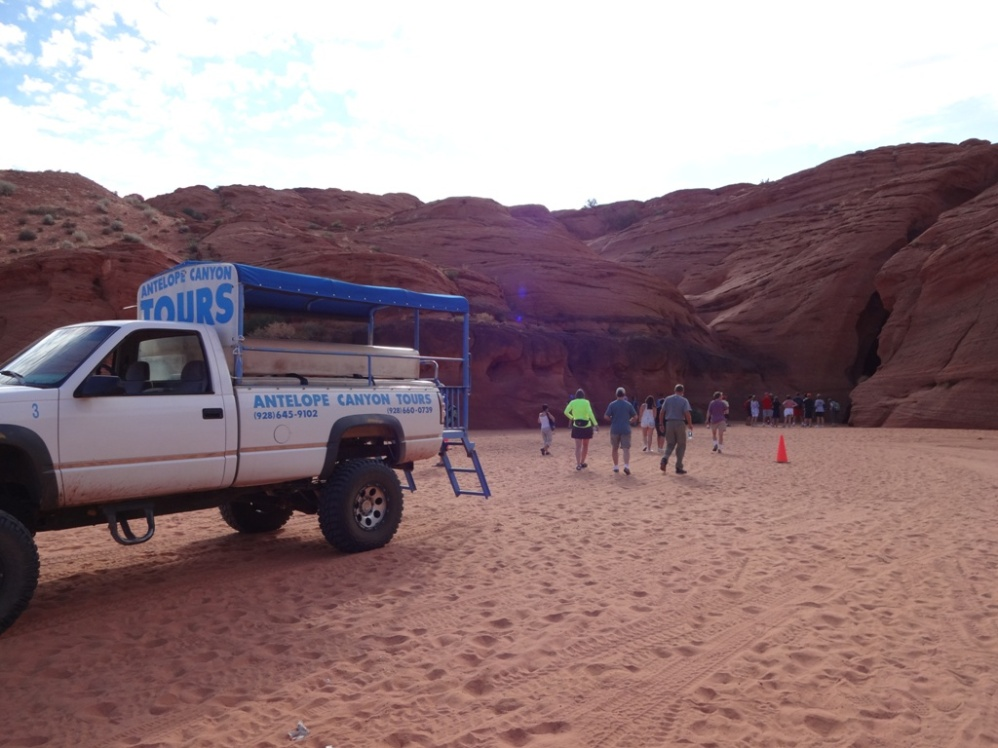 ANTELOPE CANYON
TOURS
ANTELOPE CANYON TOURS
(928)645-9102 (928)660-0739
3